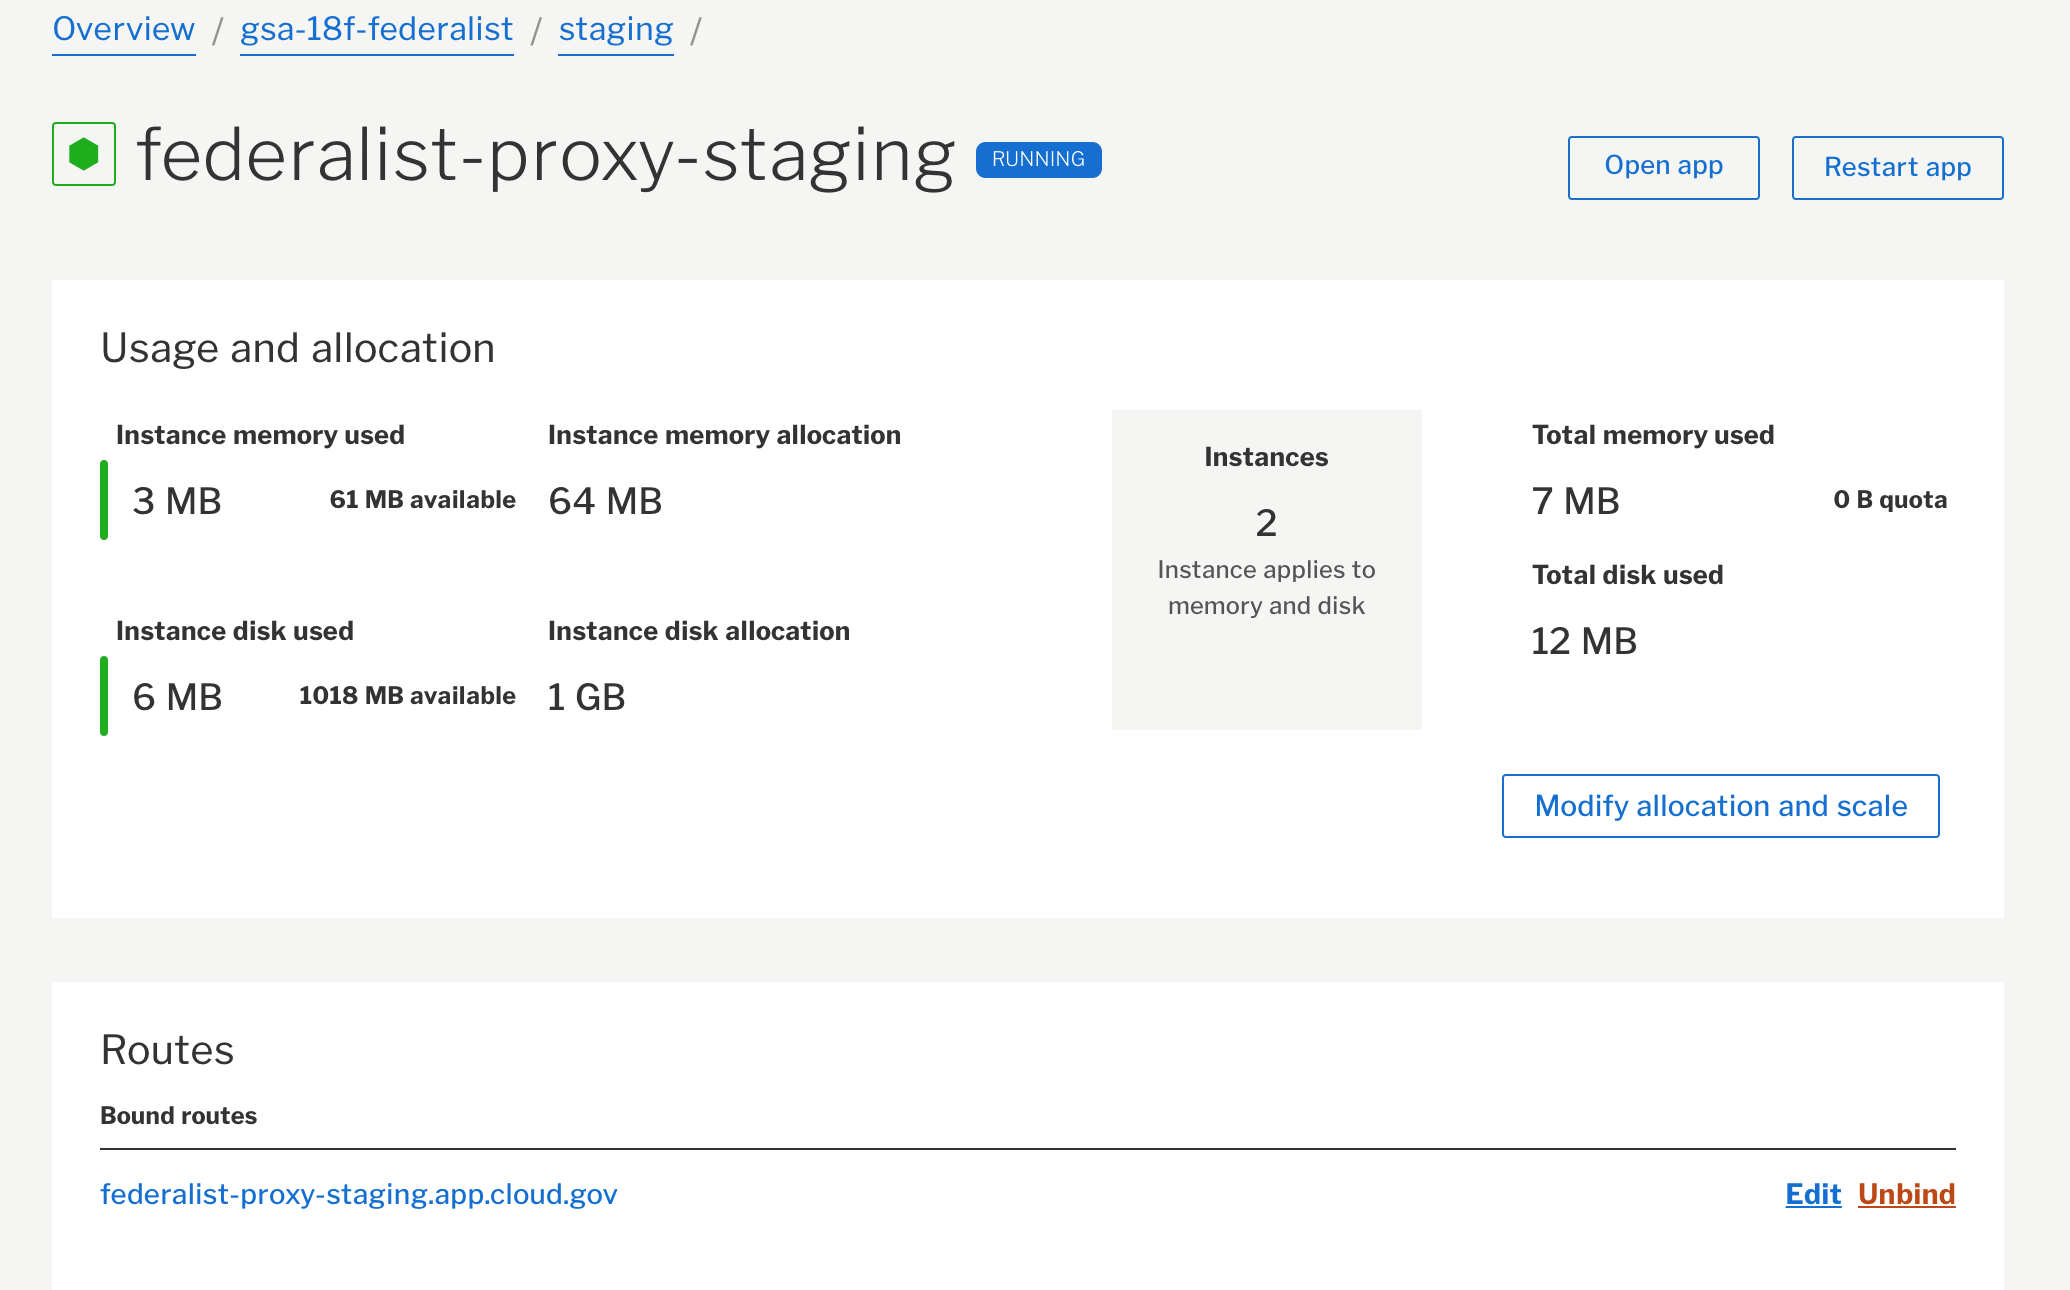 Overview / gsa-18f-federalist / staging /
federalist-proxy-staging RUNNING
Open app Restart app
Usage and allocation
Instance memory used
3 MB 61 MB available
Instance memory allocation
64 MB
Instance disk used
6 MB 1018 MB available
Instance disk allocation
1 GB
Instances
2
Instance applies to
memory and disk
Total memory used
7 MB 0 B quota
Total disk used
12 MB
Modify allocation and scale
Routes
Bound routes
federalist-proxy-staging.app.cloud.gov Edit Unbind